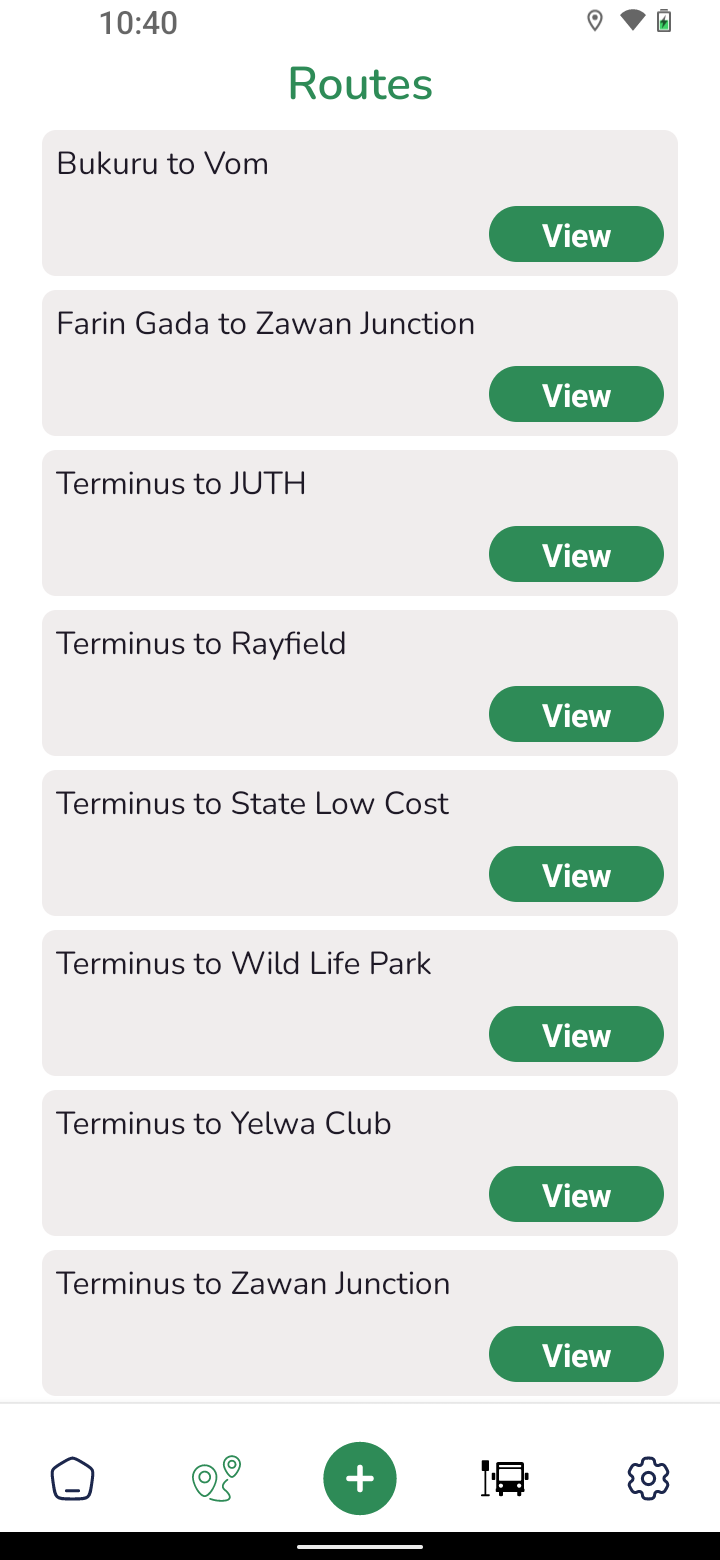 10:40
Routes
Bukuru to Vom
View
Farin Gada to Zawan Junction
View
Terminus to JUTH
View
Terminus to Rayfield
View
Terminus to State Low Cost
View
Terminus to Wild Life Park
View
Terminus to Yelwa Club
View
Terminus to Zawan Junction
View